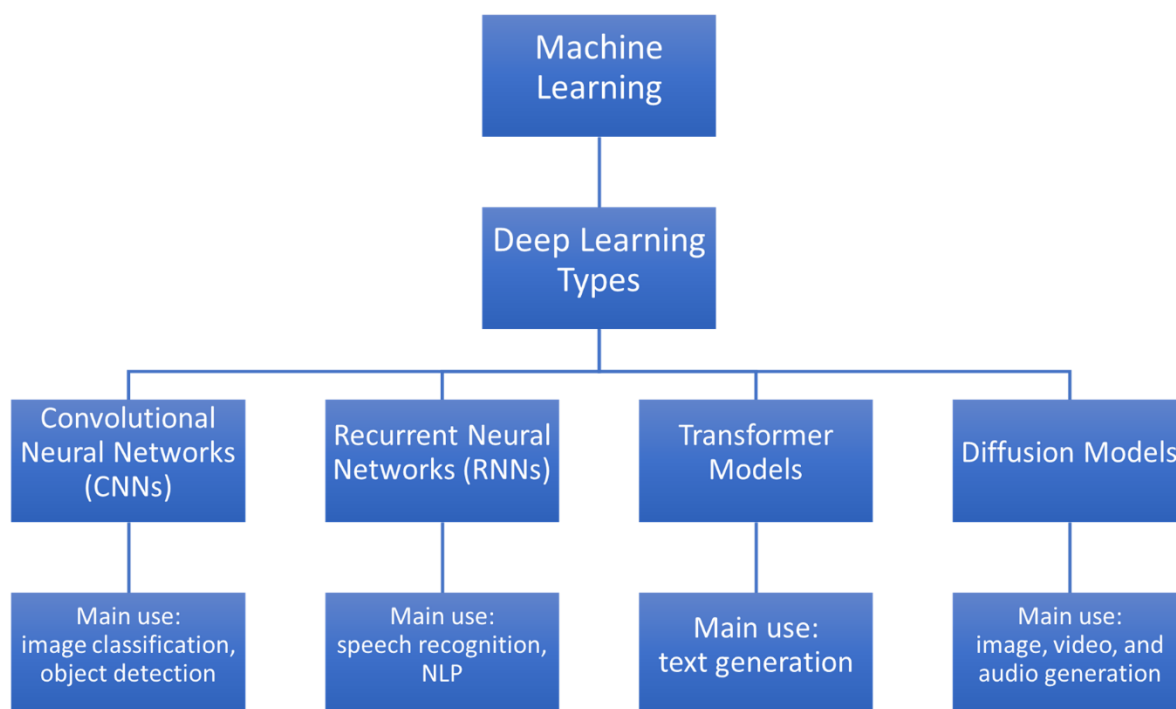 Machine
Learning
Deep Learning
Types
Convolutional
Neural Networks
(CNNs)
Recurrent Neural
Networks (RNNs)
Transformer
Models
Diffusion Models
Main use:
image classification,
object detection
Main use:
speech recognition,
NLP
Main use:
text generation
Main use:
image, video, and
audio generation